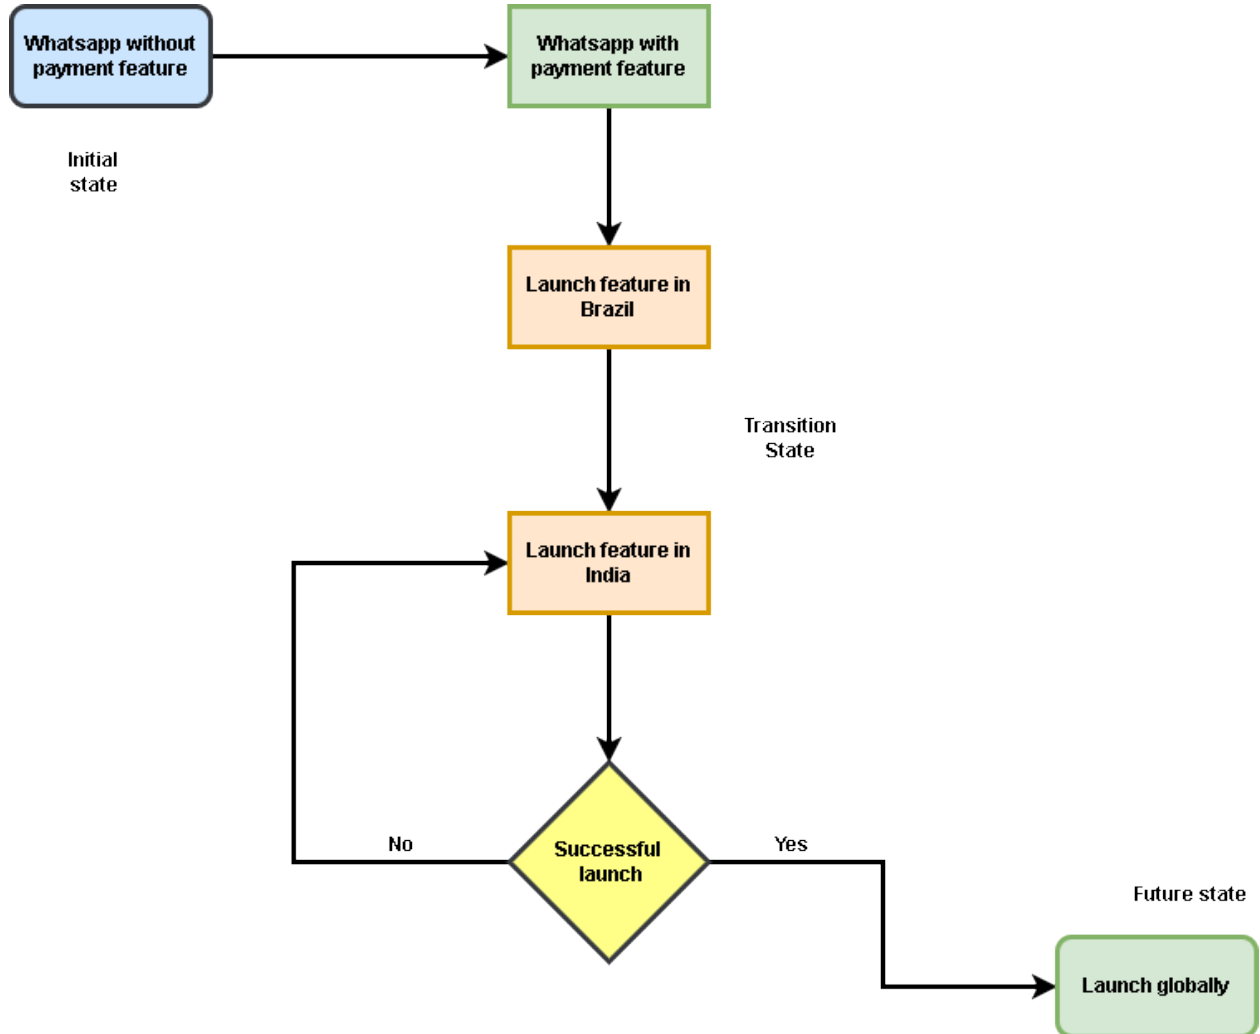 Whatsapp without
payment feature
Whatsapp with
payment feature
Initial
state
Launch feature in
Brazil
Transition
State
Launch feature in
India
No
Successful
launch
Yes
Future state
Launch globally